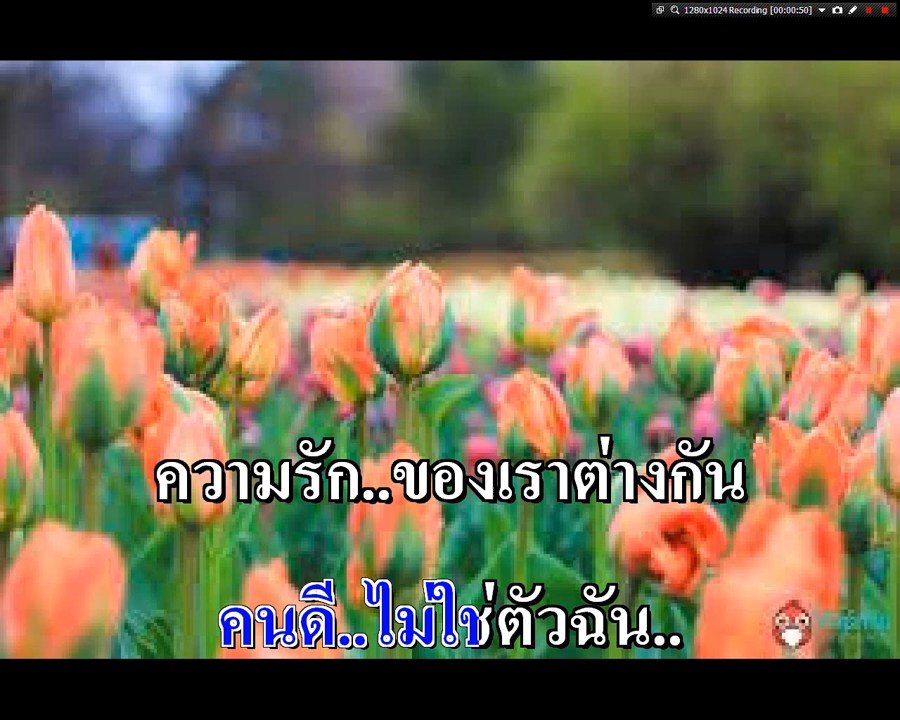 1280x1024 Recording [00:00:50]
ความรัก..ของเราต่างกัน
คนดี..ไม่ใช่ตัวฉัน..